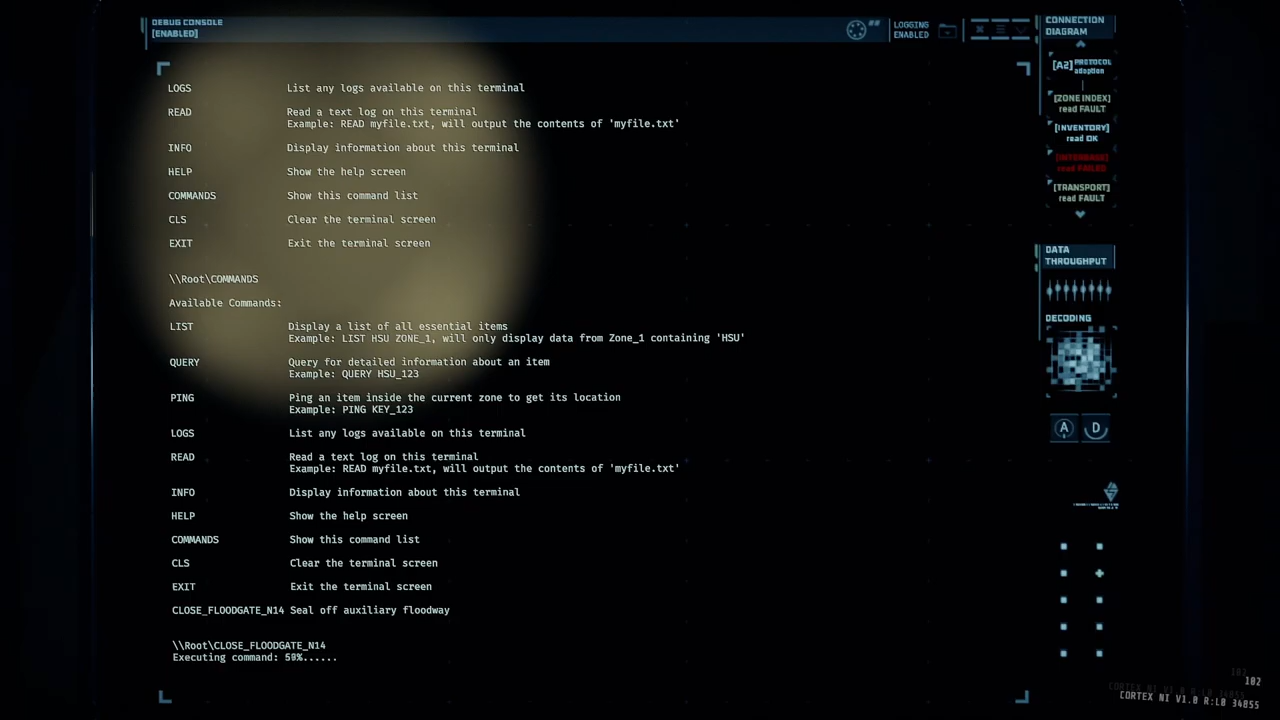 DEBUG CONSOLE
[ENABLED]
LOGGING
ENABLED
LOGS List any logs available on this terminal
READ Read a text log on this terminal
Example: READ myfile.txt, will output the contents of 'myfile.txt'
INFO Display information about this terminal
HELP Show the help screen
COMMANDS Show this command list
CLS Clear the terminal screen
EXIT Exit the terminal screen
\\Root\COMMANDS
Available Commands:
LIST Display a list of all essential items
Example: LIST HSU ZONE_1, will only display data from Zone_1 containing 'HSU'
QUERY Query for detailed information about an item
Example: QUERY HSU_123
PING Ping an item inside the current zone to get its location
Example: PING KEY_123
LOGS List any logs available on this terminal
READ Read a text log on this terminal
Example: READ myfile.txt, will output the contents of 'myfile.txt'
INFO Display information about this terminal
HELP Show the help screen
COMMANDS Show this command list
CLS Clear the terminal screen
EXIT Exit the terminal screen
CLOSE_FLOODGATE_N14 Seal off auxiliary floodway
\\Root\CLOSE_FLOODGATE_N14
Executing command: 50%......
CONNECTION
DIAGRAM
[A2] PROTOCOL
adoption
[ZONE INDEX]
read FAULT
[INVENTORY]
read OK
read FAILED
[TRANSPORT]
read FAULT
DATA
THROUGHPUT
DECODING
A D
102
CORTEX NI V1.0 R:L0 34855